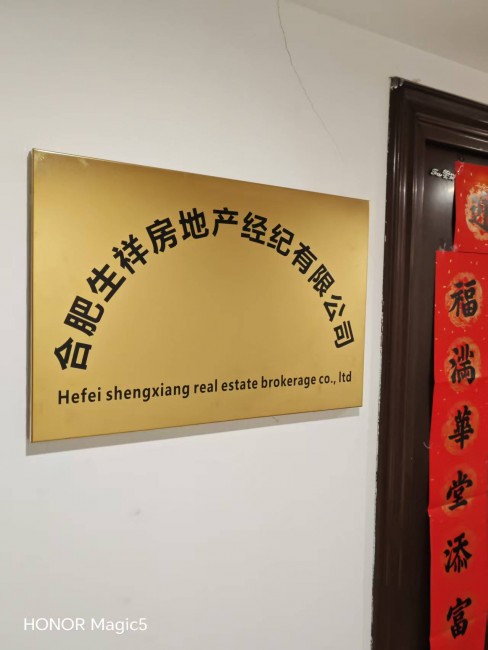 合肥生祥房地产经纪有限公司
Hefei shengxiang real estate brokerage co., ltd
福满华堂添富
HONOR Magic5